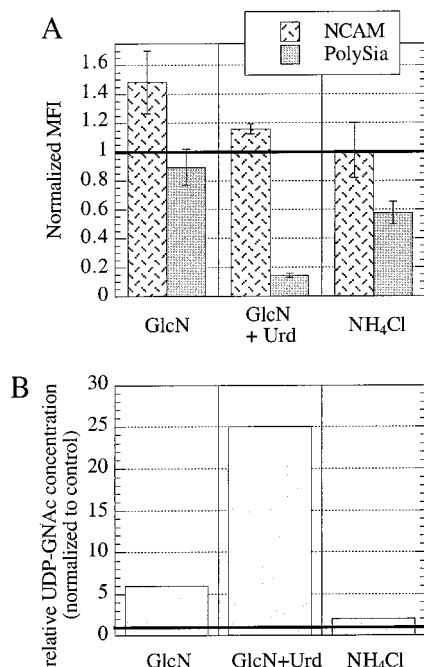 A
NCAM
PolySia
Normalized MFI
1.6
1.4
1.2
1
0.8
0.6
0.4
0.2
0
GlcN
GlcN
+ Urd
NH₄Cl
B
relative UDP-GNAc concentration
(normalized to control)
30
25
20
15
10
5
0
GlcN
GlcN+Urd
NH₄Cl